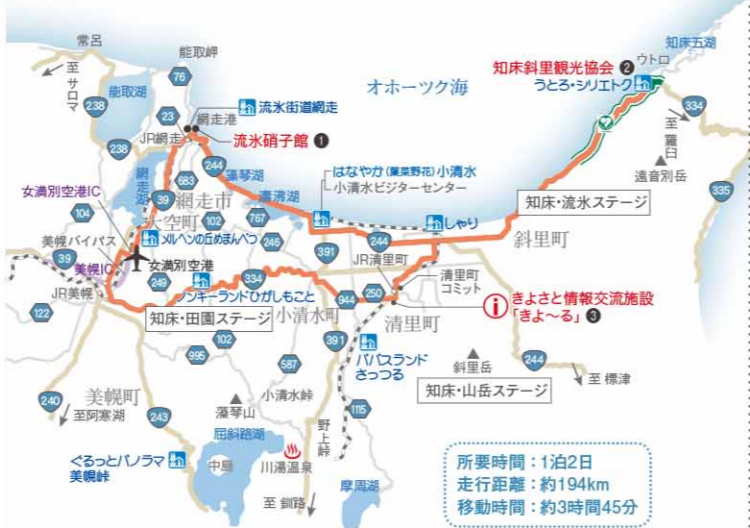 常呂
至 サロマ
能取岬
能取湖
76
238
23
238
JR網走
網走港
流氷街道網走
流氷硝子館 ❶
オホーツク海
知床斜里観光協会 ❷
うとろ・シリエトク
ウトロ
知床五湖
334
至 羅臼
遠音別岳
335
知床・流氷ステージ
斜里町
244
藻琴湖
濤沸湖
はなやか(葉菜野花)小清水
小清水ビジターセンター
しゃり
網走湖
女満別空港IC
104
39
683
網走市
大空町
102
767
246
391
244
JR清里町
美幌バイパス
39
美幌IC
メルヘンの丘めまんべつ
女満別空港
249
334
ノンキーランドひがしもこと
JR美幌
122
知床・田園ステージ
小清水町
944
250
清里町
コミット
清里町
きよさと情報交流施設
「きよ〜る」 ❸
102
995
391
パパスランド
さっつる
斜里岳
244
至 標津
知床・山岳ステージ
587
美幌町
240
至 阿寒湖
243
藻琴山
小清水峠
1115
野上峠
屈斜路湖
中島
川湯温泉
ぐるっとパノラマ
美幌峠
至 釧路
摩周湖
所要時間:1泊2日
走行距離:約194km
移動時間:約3時間45分